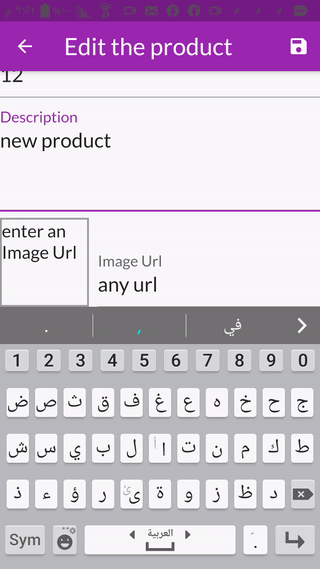 Edit the product
12
Description
new product
enter an
Image Url
Image Url
any url
. , في
1 2 3 4 5 6 7 8 9 0
ض ص ث ق ف غ ع ه خ ح ج
ش س ي ب ل ا أ ت ن م ك ط
ذ ء ؤ ر ى ئ ة و ز ظ د
Sym العربية .